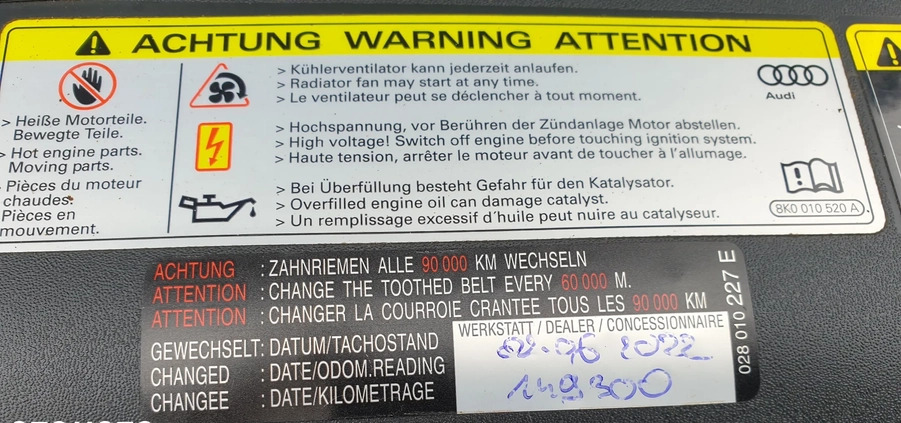 ACHTUNG WARNING ATTENTION
> Heiße Motorteile.
Bewegte Teile.
> Hot engine parts.
Moving parts.
Pièces du moteur
chaudes.
Pièces en
mouvement.
> Kühlerventilator kann jederzeit anlaufen.
> Radiator fan may start at any time.
> Le ventilateur peut se déclencher à tout moment.
> Hochspannung, vor Berühren der Zündanlage Motor abstellen.
> High voltage! Switch off engine before touching ignition system.
> Haute tension, arrêter le moteur avant de toucher à l'allumage.
> Bei Überfüllung besteht Gefahr für den Katalysator.
> Overfilled engine oil can damage catalyst.
> Un remplissage excessif d'huile peut nuire au catalyseur.
Audi
8K0 010 520 A
ACHTUNG : ZAHNRIEMEN ALLE 90 000 KM WECHSELN
ATTENTION : CHANGE THE TOOTHED BELT EVERY 60 000 M.
ATTENTION : CHANGER LA COURROIE CRANTEE TOUS LES 90 000 KM
GEWECHSELT: DATUM/TACHOSTAND
CHANGED : DATE/ODOM.READING
CHANGEE : DATE/KILOMETRAGE
WERKSTATT / DEALER / CONCESSIONNAIRE
06 2022
149300
028 010 227 E